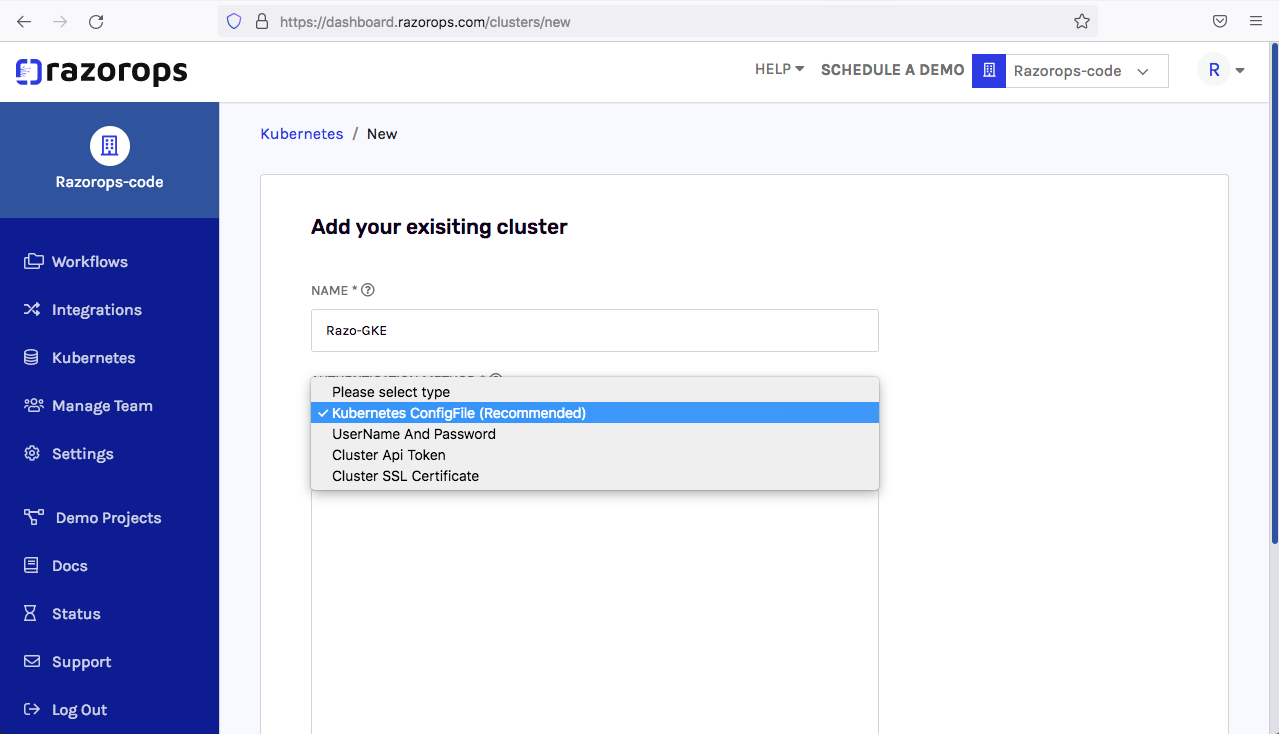 https://dashboard.razorops.com/clusters/new
razorops
HELP
SCHEDULE A DEMO
Razorops-code
R
Razorops-code
Workflows
Integrations
Kubernetes
Manage Team
Settings
Demo Projects
Docs
Status
Support
Log Out
Kubernetes / New
Add your exisiting cluster
NAME * ?
Razo-GKE
AUTHENTICATION METHOD * ?
Please select type
✓ Kubernetes ConfigFile (Recommended)
UserName And Password
Cluster Api Token
Cluster SSL Certificate